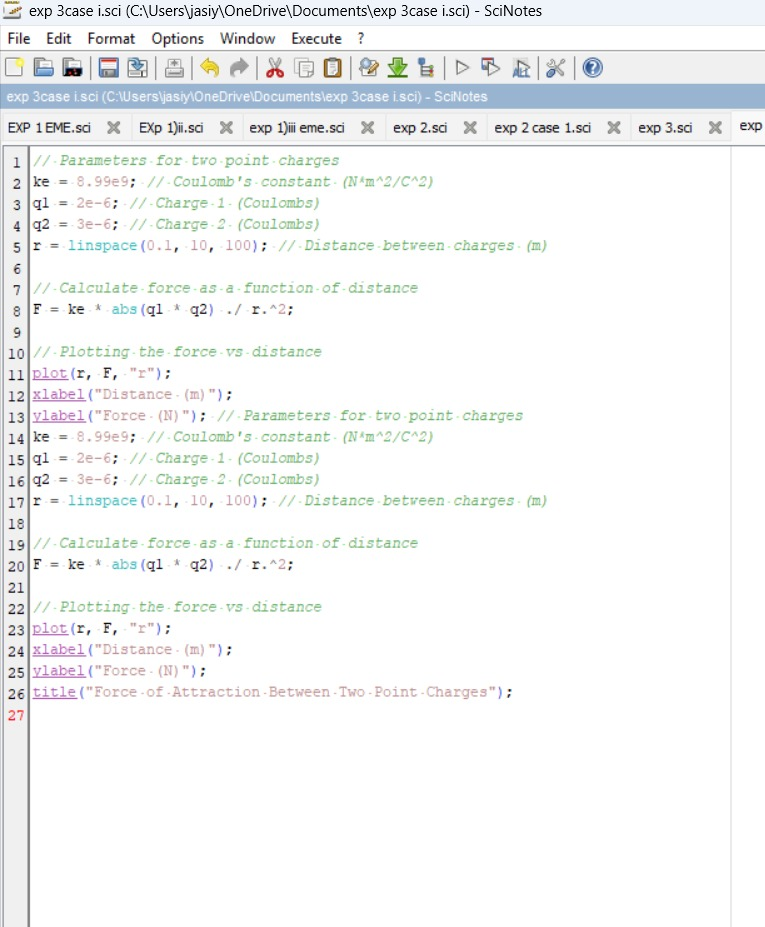 exp 3case i.sci (C:\Users\jasiy\OneDrive\Documents\exp 3case i.sci) - SciNotes
File Edit Format Options Window Execute ?
exp 3case i.sci (C:\Users\jasiy\OneDrive\Documents\exp 3case i.sci) - SciNotes
EXP 1 EME.sci EXp 1)ii.sci exp 1)iii eme.sci exp 2.sci exp 2 case 1.sci exp 3.sci exp
1 // Parameters for two point charges
2 ke = 8.99e9; // Coulomb's constant (N*m^2/C^2)
3 q1 = 2e-6; // Charge 1 (Coulombs)
4 q2 = 3e-6; // Charge 2 (Coulombs)
5 r = linspace(0.1, 10, 100); // Distance between charges (m)
6
7 // Calculate force as a function of distance
8 F = ke * abs(q1 * q2) ./ r.^2;
9
10 // Plotting the force vs distance
11 plot(r, F, "r");
12 xlabel("Distance (m)");
13 ylabel("Force (N)"); // Parameters for two point charges
14 ke = 8.99e9; // Coulomb's constant (N*m^2/C^2)
15 q1 = 2e-6; // Charge 1 (Coulombs)
16 q2 = 3e-6; // Charge 2 (Coulombs)
17 r = linspace(0.1, 10, 100); // Distance between charges (m)
18
19 // Calculate force as a function of distance
20 F = ke * abs(q1 * q2) ./ r.^2;
21
22 // Plotting the force vs distance
23 plot(r, F, "r");
24 xlabel("Distance (m)");
25 ylabel("Force (N)");
26 title("Force of Attraction Between Two Point Charges");
27